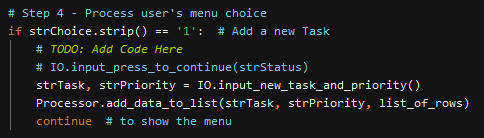 # Step 4 - Process user's menu choice
if strChoice.strip() == '1':  # Add a new Task
    # TODO: Add Code Here
    # IO.input_press_to_continue(strStatus)
    strTask, strPriority = IO.input_new_task_and_priority()
    Processor.add_data_to_list(strTask, strPriority, list_of_rows)
    continue  # to show the menu